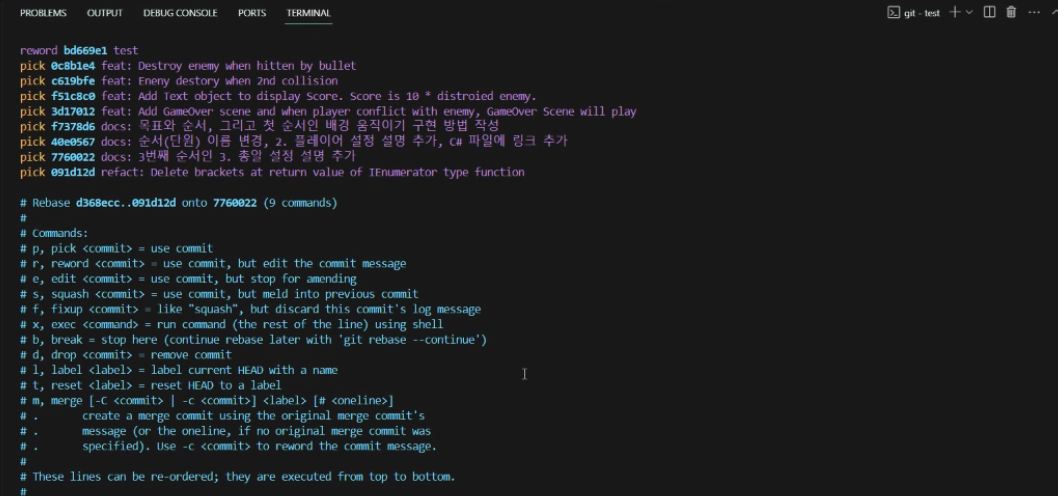 PROBLEMS OUTPUT DEBUG CONSOLE PORTS TERMINAL git - test
reword bd669e1 test
pick 0c8b1e4 feat: Destroy enemy when hitten by bullet
pick c619bfe feat: Eneny destory when 2nd collision
pick f51c8c0 feat: Add Text object to display Score. Score is 10 * distroied enemy.
pick 3d17012 feat: Add GameOver scene and when player conflict with enemy, GameOver Scene will play
pick f7378d6 docs: 목표와 순서, 그리고 첫 순서인 배경 움직이기 구현 방법 작성
pick 40e0567 docs: 순서(단원) 이름 변경, 2. 플레이어 설정 설명 추가, C# 파일에 링크 추가
pick 7760022 docs: 3번째 순서인 3. 총알 설정 설명 추가
pick 091d12d refact: Delete brackets at return value of IEnumerator type function
# Rebase d368ecc..091d12d onto 7760022 (9 commands)
#
# Commands:
# p, pick <commit> = use commit
# r, reword <commit> = use commit, but edit the commit message
# e, edit <commit> = use commit, but stop for amending
# s, squash <commit> = use commit, but meld into previous commit
# f, fixup <commit> = like "squash", but discard this commit's log message
# x, exec <command> = run command (the rest of the line) using shell
# b, break = stop here (continue rebase later with 'git rebase --continue')
# d, drop <commit> = remove commit
# l, label <label> = label current HEAD with a name
# t, reset <label> = reset HEAD to a label
# m, merge [-C <commit> | -c <commit>] <label> [# <oneline>]
# . create a merge commit using the original merge commit's
# . message (or the oneline, if no original merge commit was
# . specified). Use -c <commit> to reword the commit message.
#
# These lines can be re-ordered; they are executed from top to bottom.
#